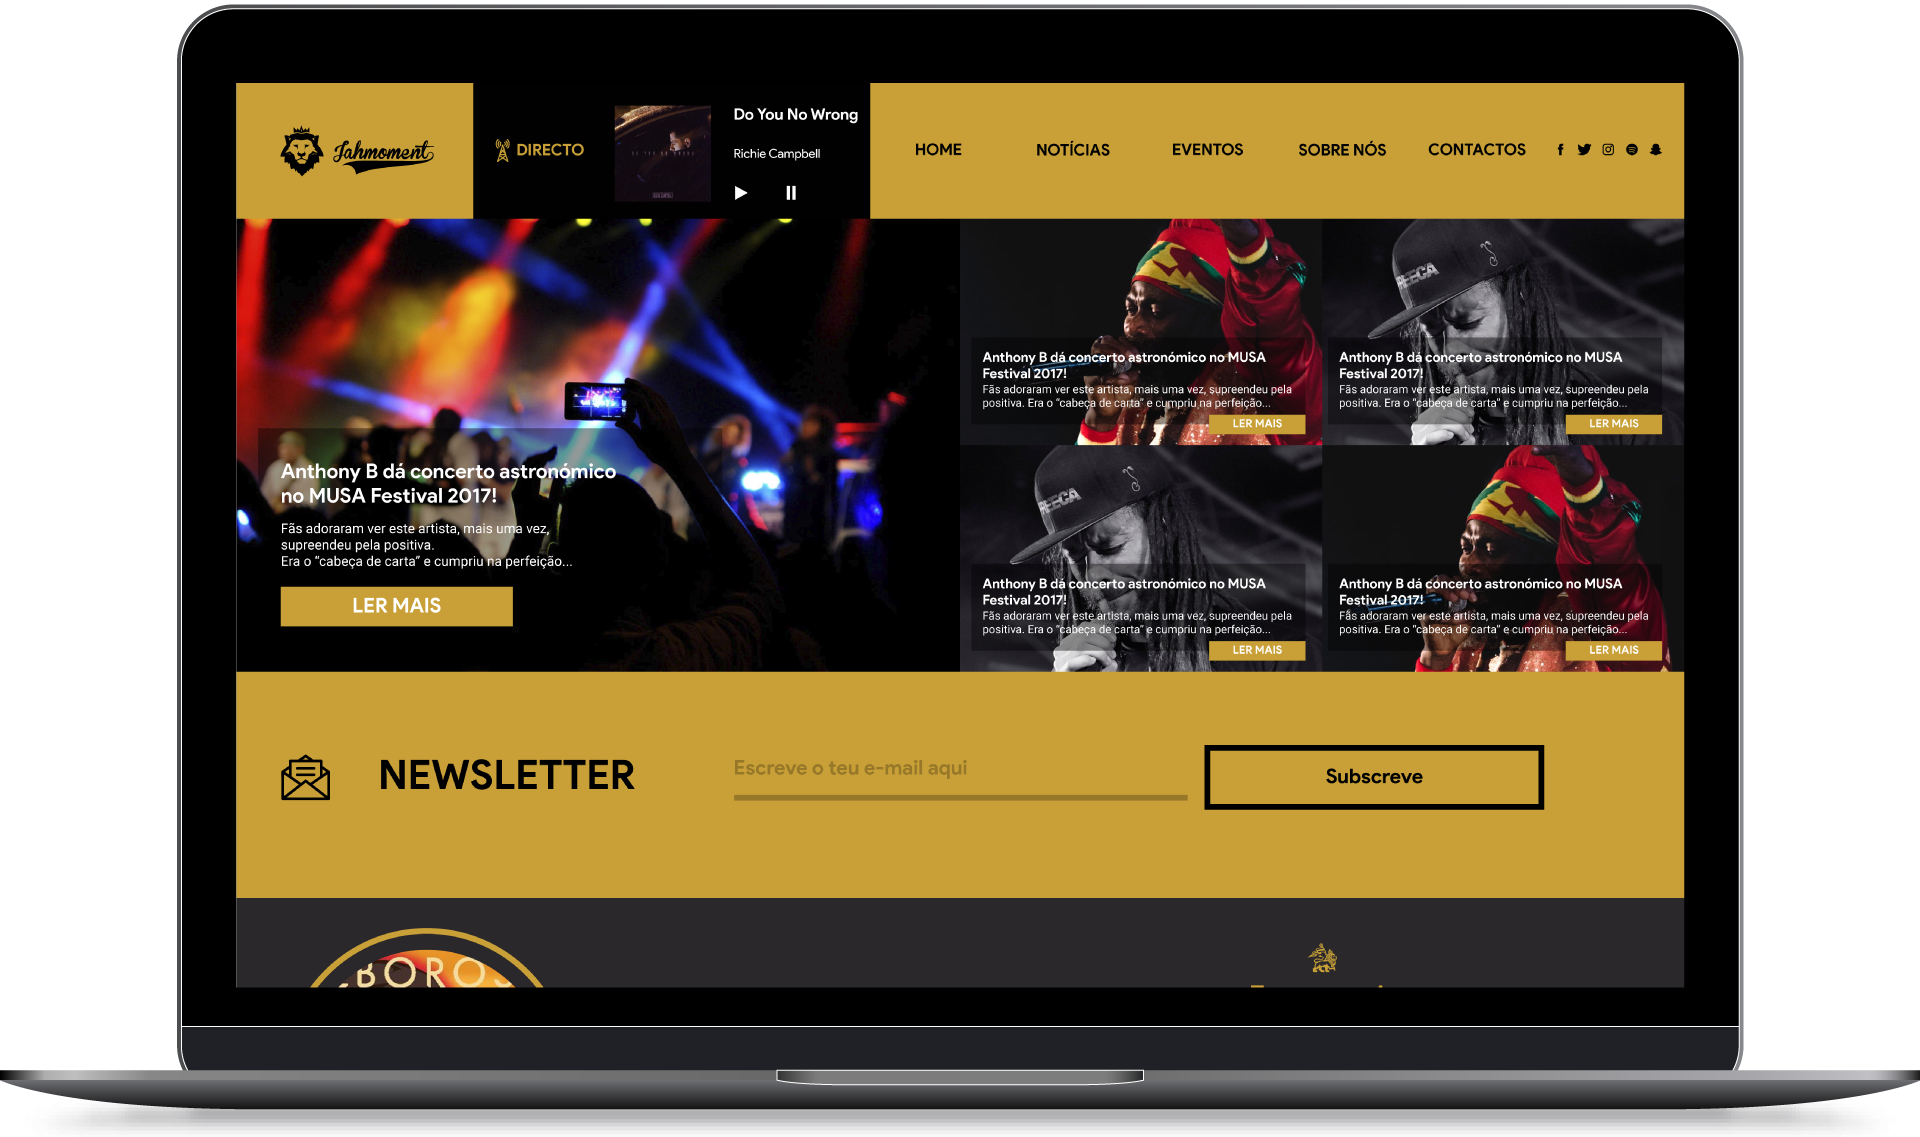 Jahmoment
DIRECTO
Do You No Wrong
Richie Campbell
HOME
NOTÍCIAS
EVENTOS
SOBRE NÓS
CONTACTOS
Anthony B dá concerto astronómico
no MUSA Festival 2017!
Fãs adoraram ver este artista, mais uma vez,
supreendeu pela positiva.
Era o “cabeça de carta” e cumpriu na perfeição...
LER MAIS
Anthony B dá concerto astronómico no MUSA
Festival 2017!
Fãs adoraram ver este artista, mais uma vez, supreendeu pela
positiva. Era o “cabeça de carta” e cumpriu na perfeição...
LER MAIS
Anthony B dá concerto astronómico no MUSA
Festival 2017!
Fãs adoraram ver este artista, mais uma vez, supreendeu pela
positiva. Era o “cabeça de carta” e cumpriu na perfeição...
LER MAIS
Anthony B dá concerto astronómico no MUSA
Festival 2017!
Fãs adoraram ver este artista, mais uma vez, supreendeu pela
positiva. Era o “cabeça de carta” e cumpriu na perfeição...
LER MAIS
Anthony B dá concerto astronómico no MUSA
Festival 2017!
Fãs adoraram ver este artista, mais uma vez, supreendeu pela
positiva. Era o “cabeça de carta” e cumpriu na perfeição...
LER MAIS
NEWSLETTER
Escreve o teu e-mail aqui
Subscreve